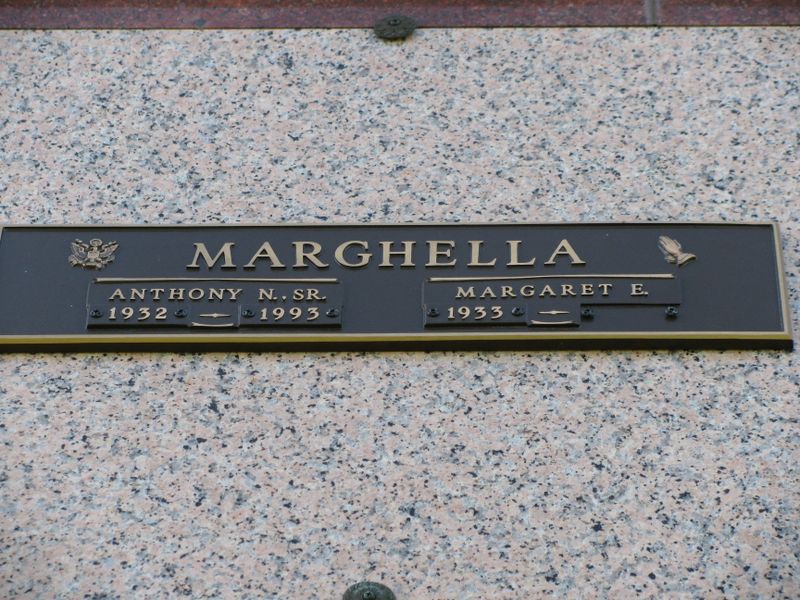 MARGHELLA
ANTHONY N., SR.
1932 — 1993
MARGARET E.
1933 —